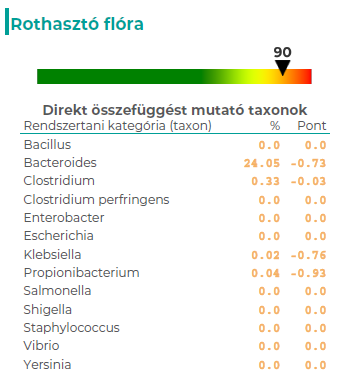 Rothasztó flóra
90
Direkt összefüggést mutató taxonok
Rendszertani kategória (taxon) % Pont
Bacillus 0.0 0.0
Bacteroides 24.05 -0.73
Clostridium 0.33 -0.03
Clostridium perfringens 0.0 0.0
Enterobacter 0.0 0.0
Escherichia 0.0 0.0
Klebsiella 0.02 -0.76
Propionibacterium 0.04 -0.93
Salmonella 0.0 0.0
Shigella 0.0 0.0
Staphylococcus 0.0 0.0
Vibrio 0.0 0.0
Yersinia 0.0 0.0